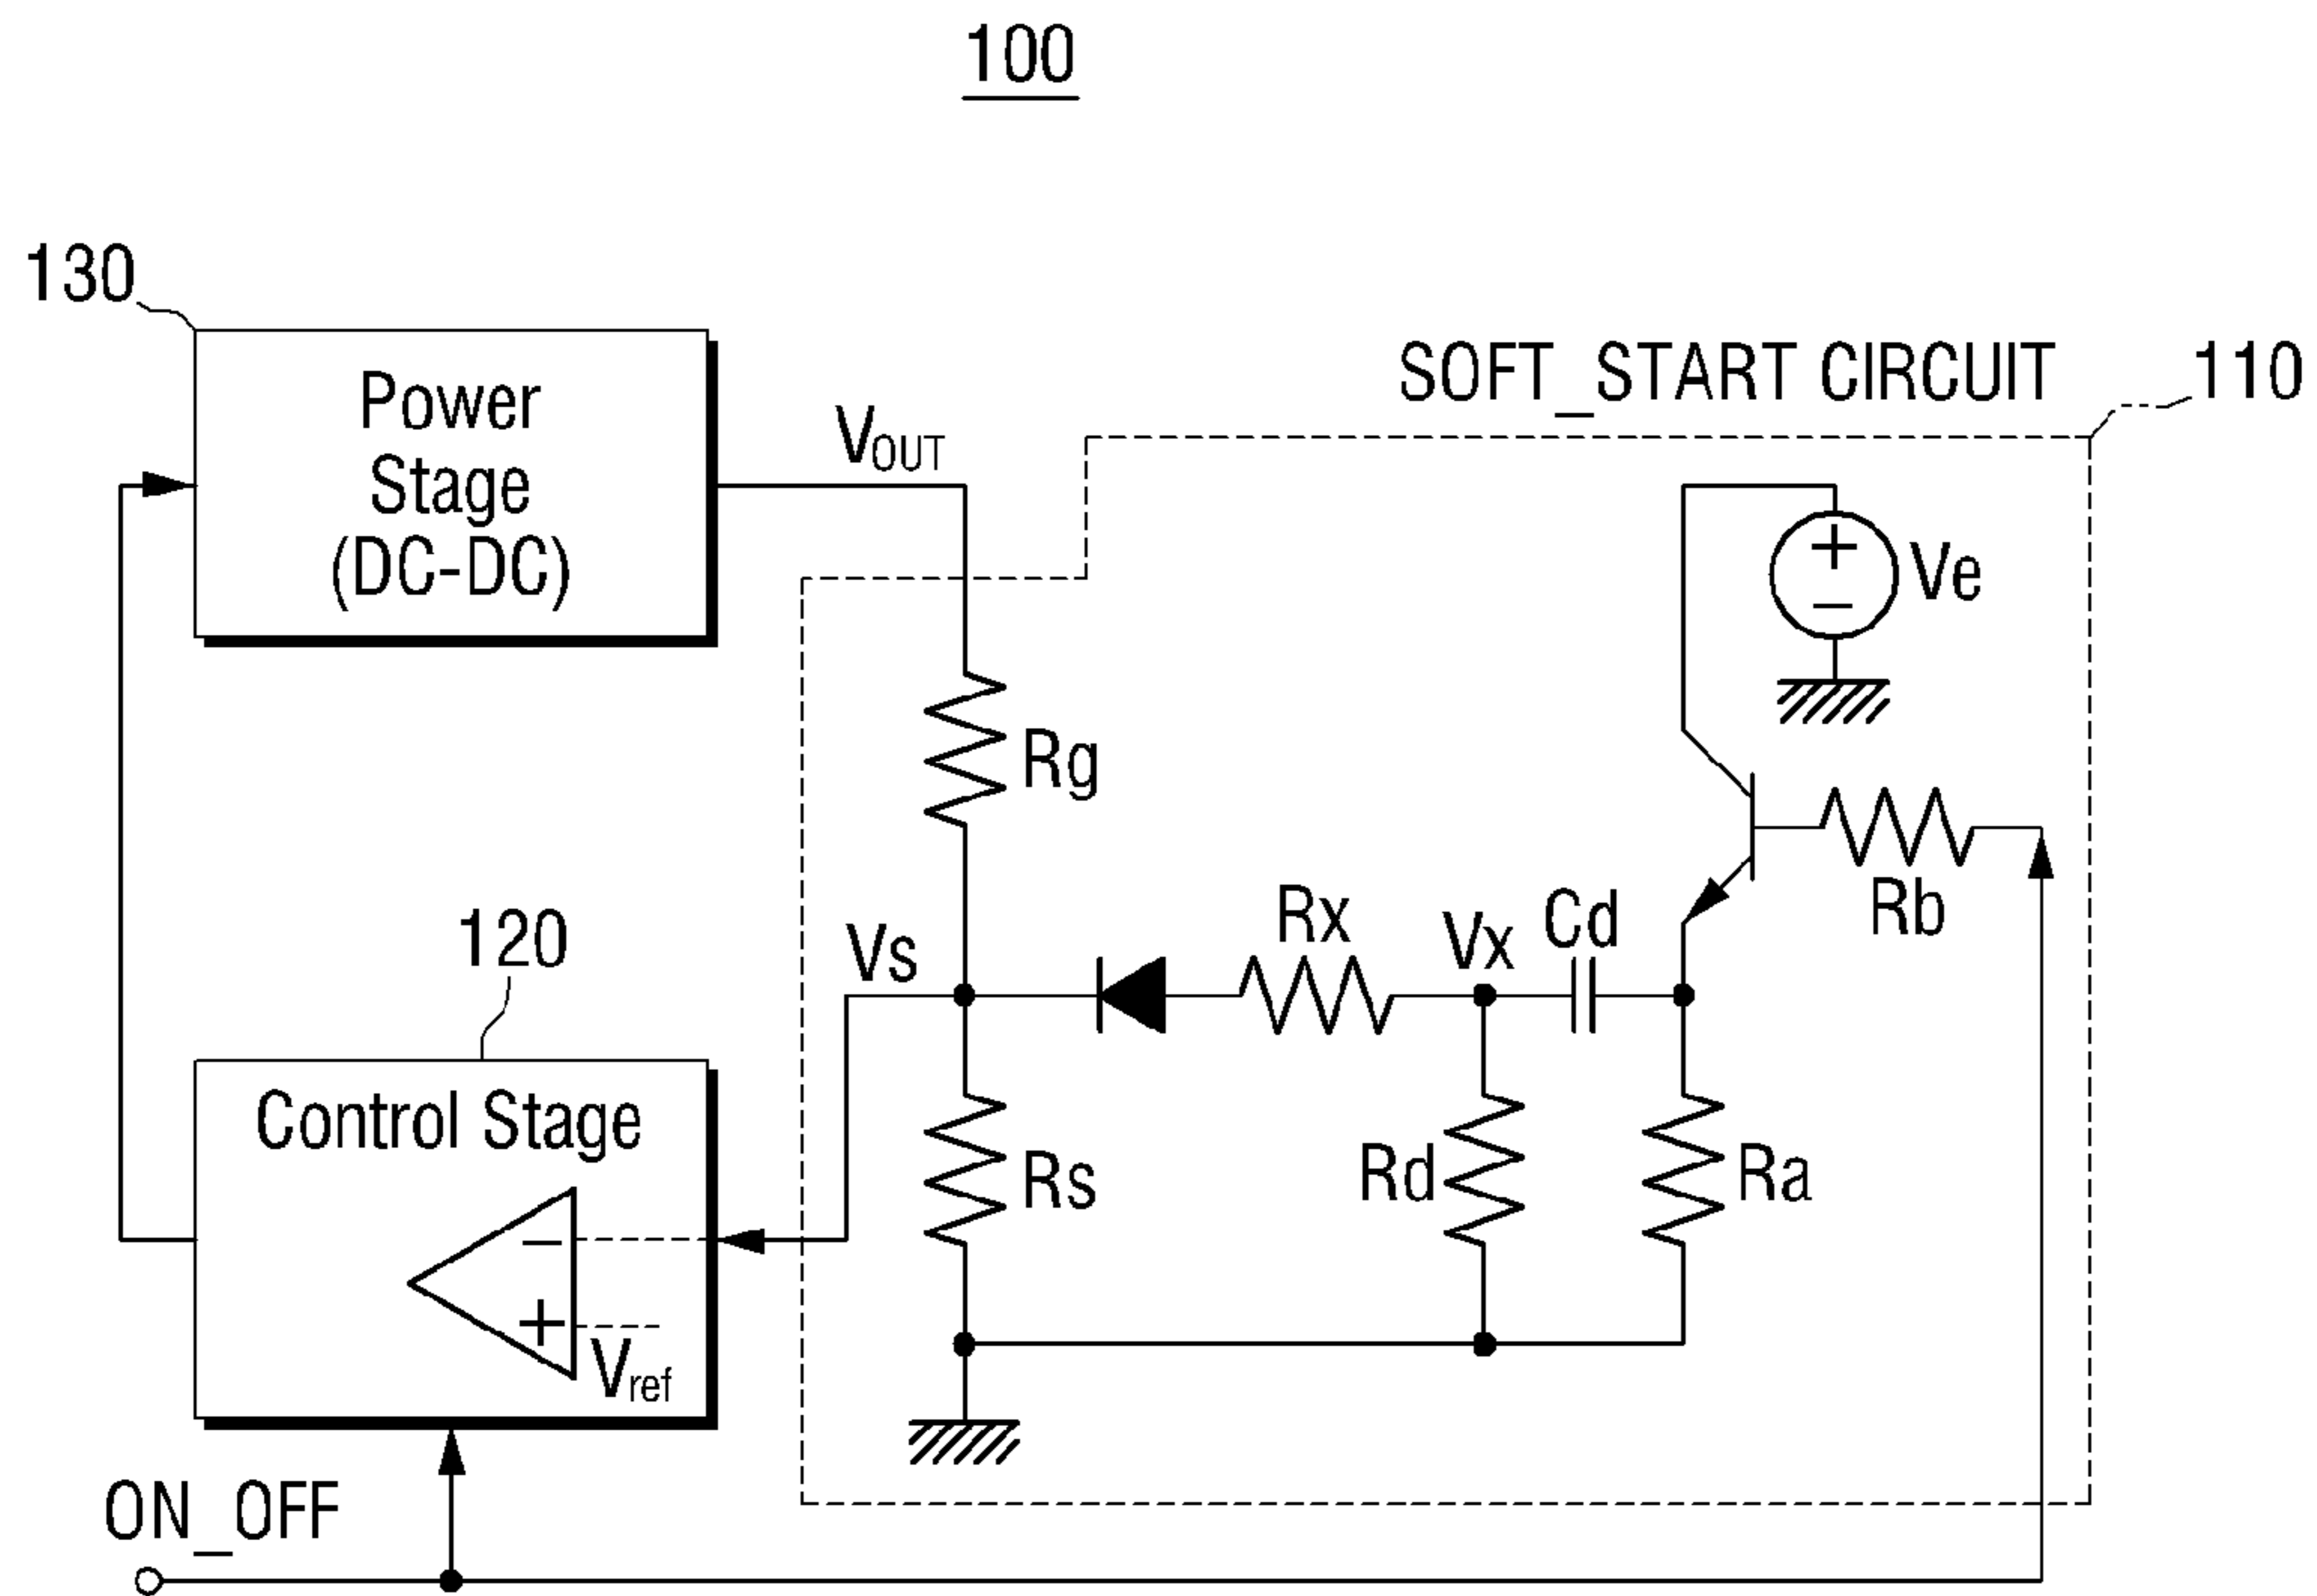 100
130
Power
Stage
(DC-DC)
VOUT
SOFT_START CIRCUIT
110
+
−
Ve
Rg
Rb
120
Vs
Rx
Vx
Cd
Control Stage
−
+
Vref
Rs
Rd
Ra
ON_OFF